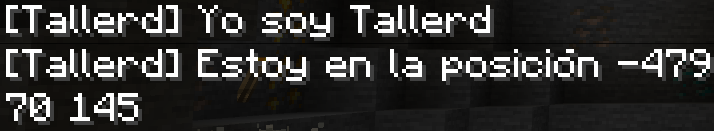 [Tallerd] Yo soy Tallerd
[Tallerd] Estoy en la posición -479
70 145